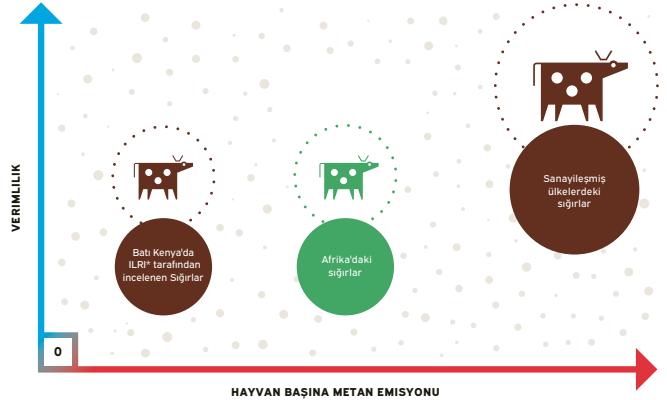 VERIMLILIK
Sanayileşmiş
ülkelerdeki
sığırlar
Batı Kenya'da
ILRI* tarafından
incelenen Sığırlar
Afrika'daki
sığırlar
0
HAYVAN BAŞINA METAN EMISYONU